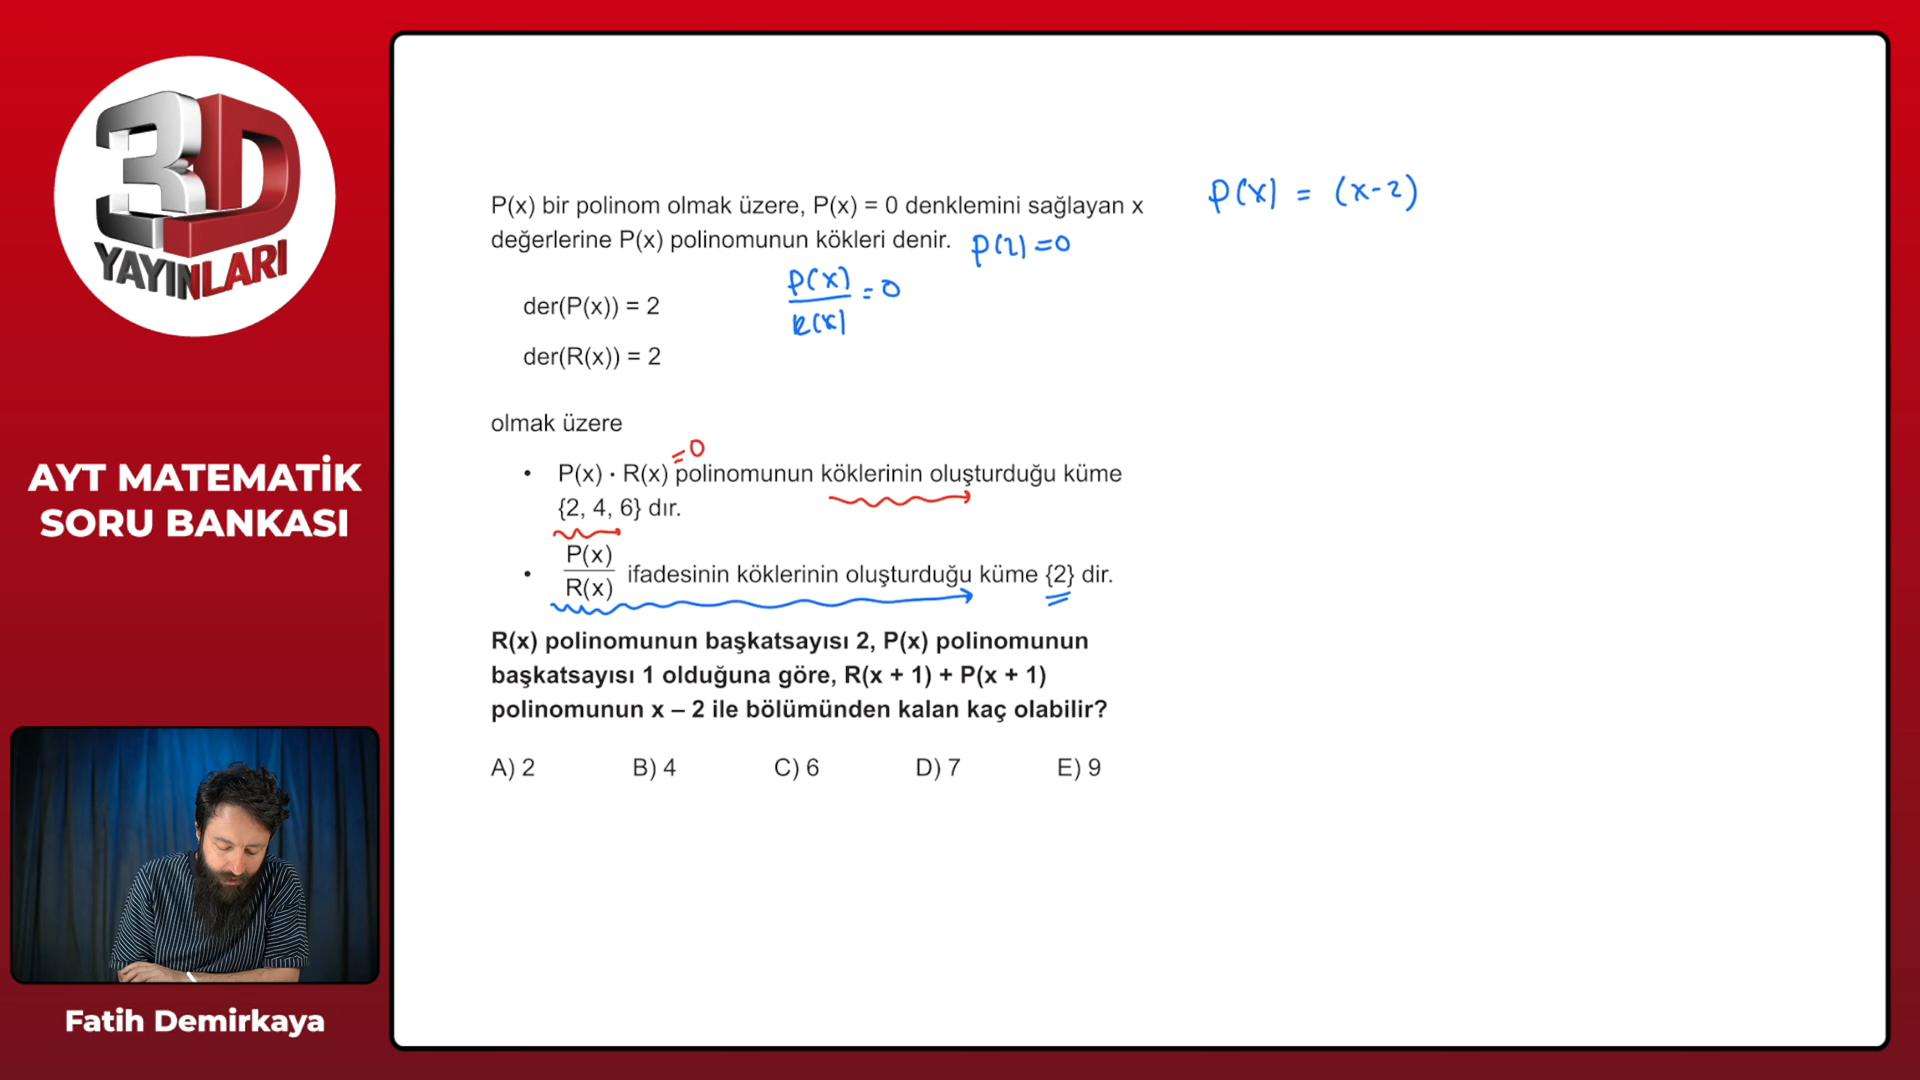 3D
YAYINLARI
AYT MATEMATİK
SORU BANKASI
Fatih Demirkaya
P(x) bir polinom olmak üzere, P(x) = 0 denklemini sağlayan x
değerlerine P(x) polinomunun kökleri denir.
P(2) = 0
P(x) = (x-2)
der(P(x)) = 2
P(x)
R(x)
= 0
der(R(x)) = 2
olmak üzere
= 0
• P(x) · R(x) polinomunun köklerinin oluşturduğu küme
{2, 4, 6} dır.
• P(x)
R(x)
ifadesinin köklerinin oluşturduğu küme {2} dir.
R(x) polinomunun başkatsayısı 2, P(x) polinomunun
başkatsayısı 1 olduğuna göre, R(x + 1) + P(x + 1)
polinomunun x – 2 ile bölümünden kalan kaç olabilir?
A) 2 B) 4 C) 6 D) 7 E) 9